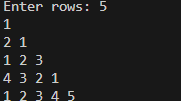 Enter rows: 5
1
2 1
1 2 3
4 3 2 1
1 2 3 4 5